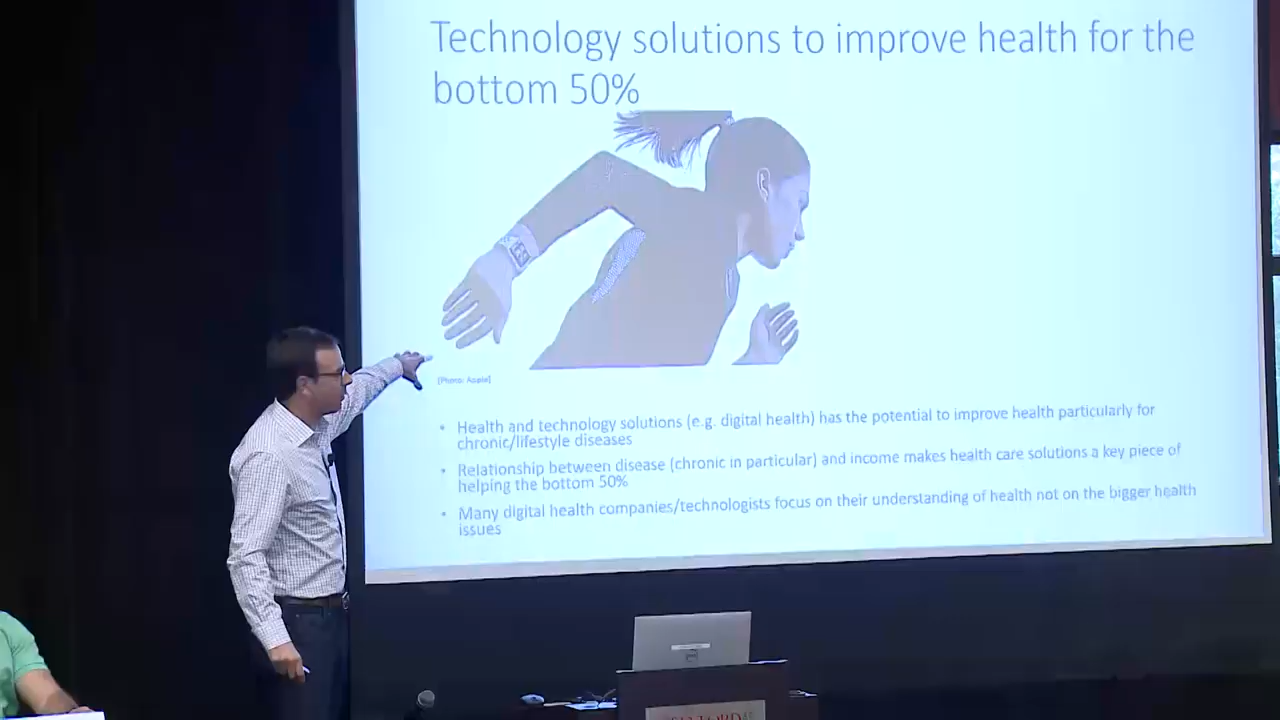 Technology solutions to improve health for the
bottom 50%
[Photo: Apple]
• Health and technology solutions (e.g. digital health) has the potential to improve health particularly for
chronic/lifestyle diseases
• Relationship between disease (chronic in particular) and income makes health care solutions a key piece of
helping the bottom 50%
• Many digital health companies/technologists focus on their understanding of health not on the bigger health
issues